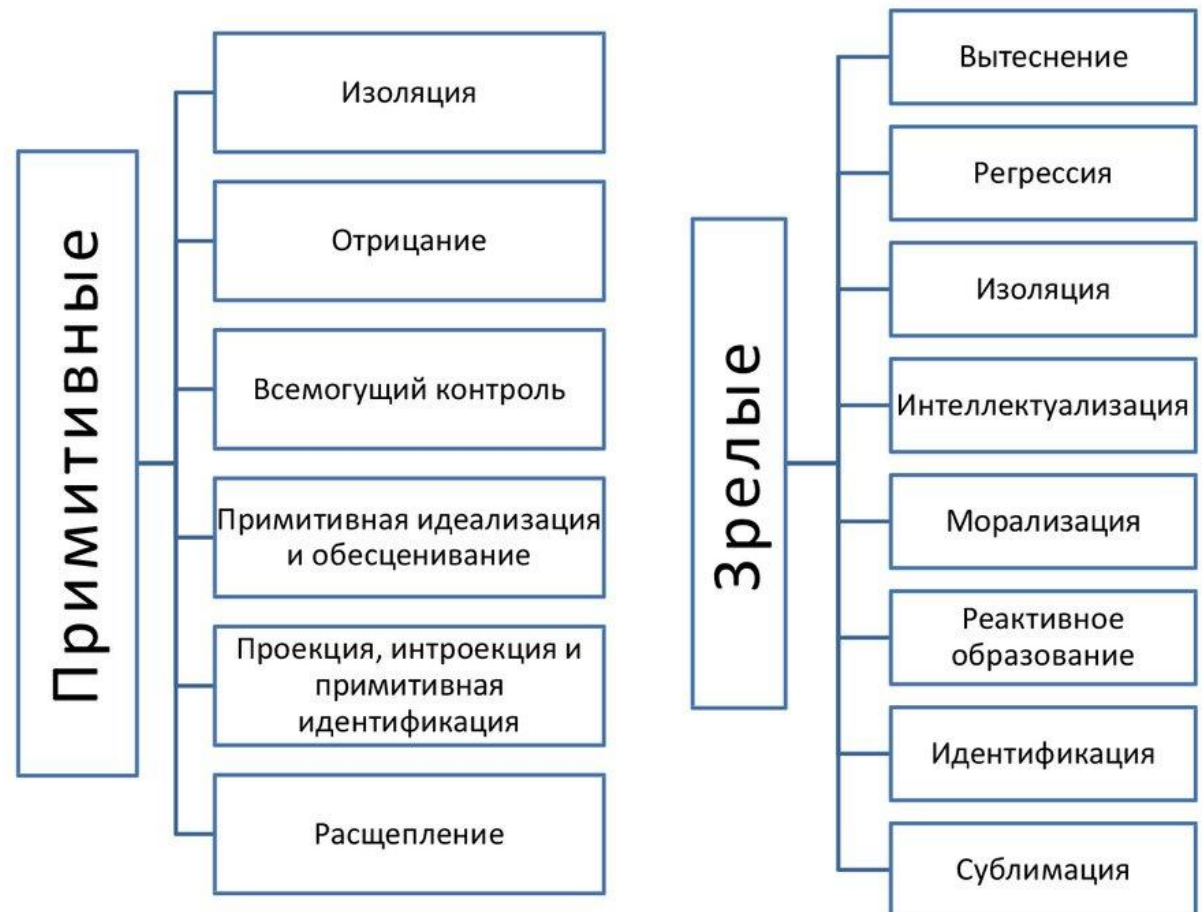 Примитивные
Изоляция
Отрицание
Всемогущий контроль
Примитивная идеализация
и обесценивание
Проекция, интроекция и
примитивная
идентификация
Расщепление
Зрелые
Вытеснение
Регрессия
Изоляция
Интеллектуализация
Морализация
Реактивное
образование
Идентификация
Сублимация